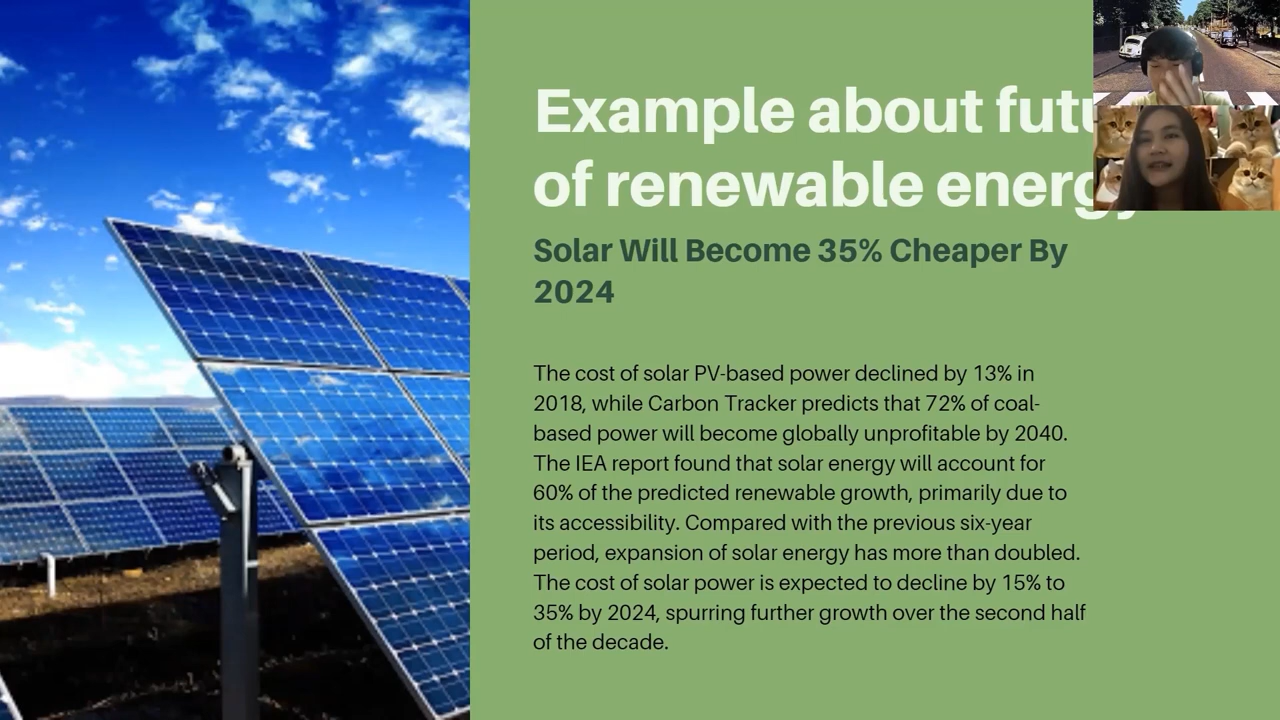 Example about futu
of renewable energy
Solar Will Become 35% Cheaper By
2024
The cost of solar PV-based power declined by 13% in
2018, while Carbon Tracker predicts that 72% of coal-
based power will become globally unprofitable by 2040.
The IEA report found that solar energy will account for
60% of the predicted renewable growth, primarily due to
its accessibility. Compared with the previous six-year
period, expansion of solar energy has more than doubled.
The cost of solar power is expected to decline by 15% to
35% by 2024, spurring further growth over the second half
of the decade.